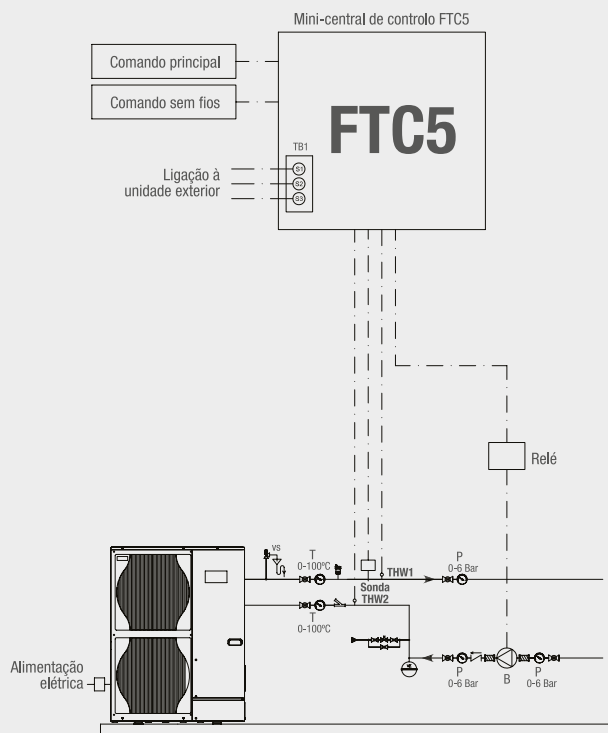 Mini-central de controlo FTC5
Comando principal
Comando sem fios
FTC5
TB1
S1
S2
S3
Ligação à
unidade exterior
Relé
VS
T
0-100ºC
THW1
P
0-6 Bar
Sonda
THW2
T
0-100ºC
Alimentação
elétrica
P
0-6 Bar
B
P
0-6 Bar